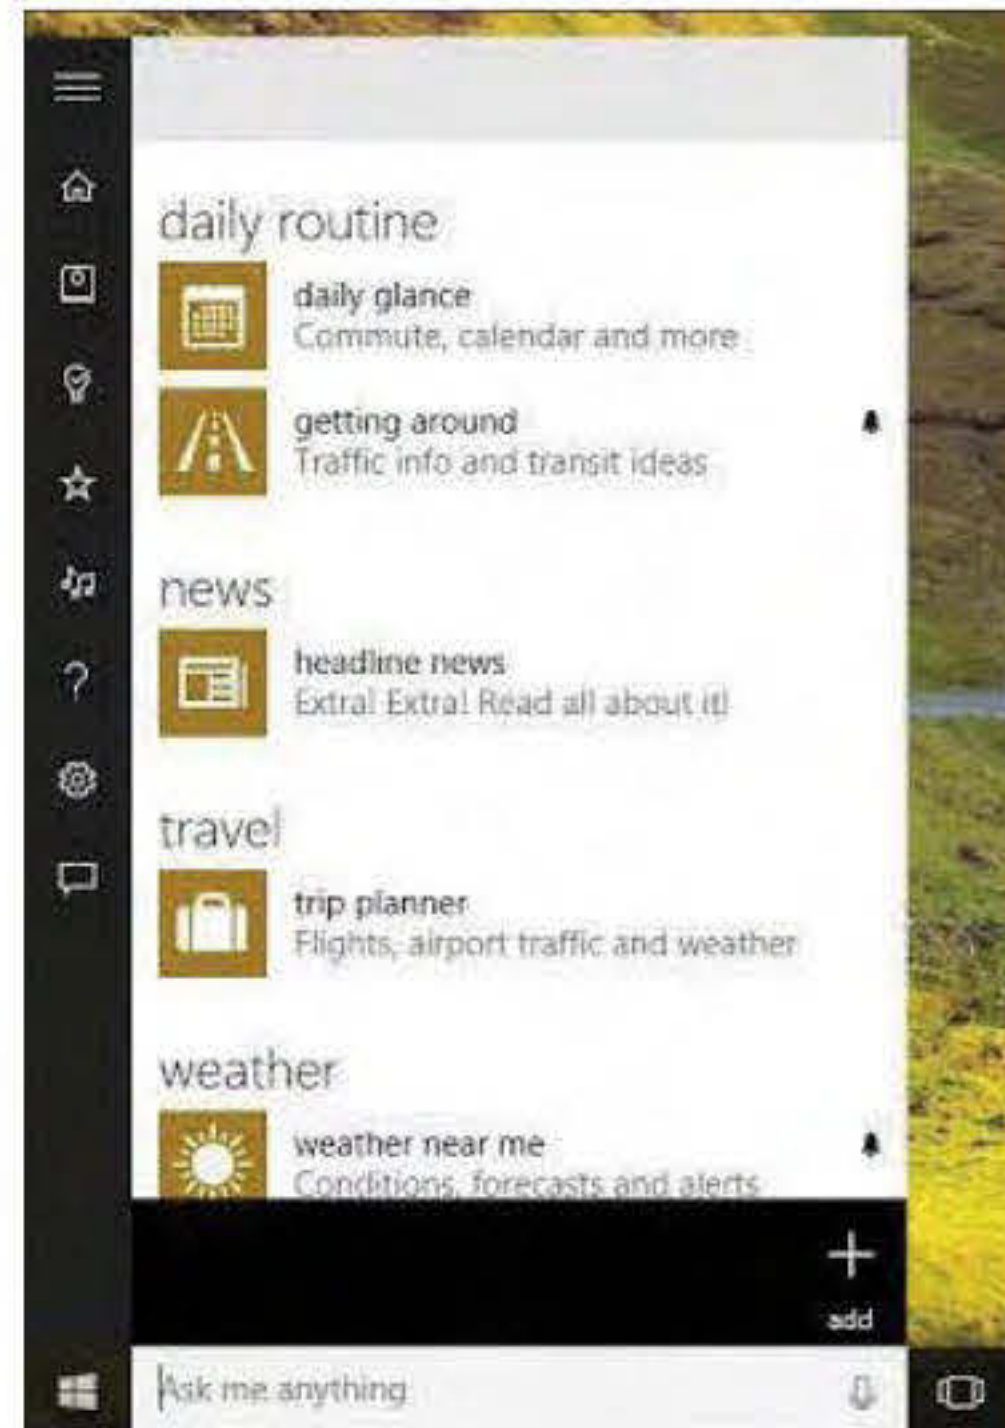 daily routine
daily glance
Commute, calendar and more
getting around
Traffic info and transit ideas
news
headline news
Extra! Extra! Read all about it!
travel
trip planner
Flights, airport traffic and weather
weather
weather near me
Conditions, forecasts and alerts
add
Ask me anything